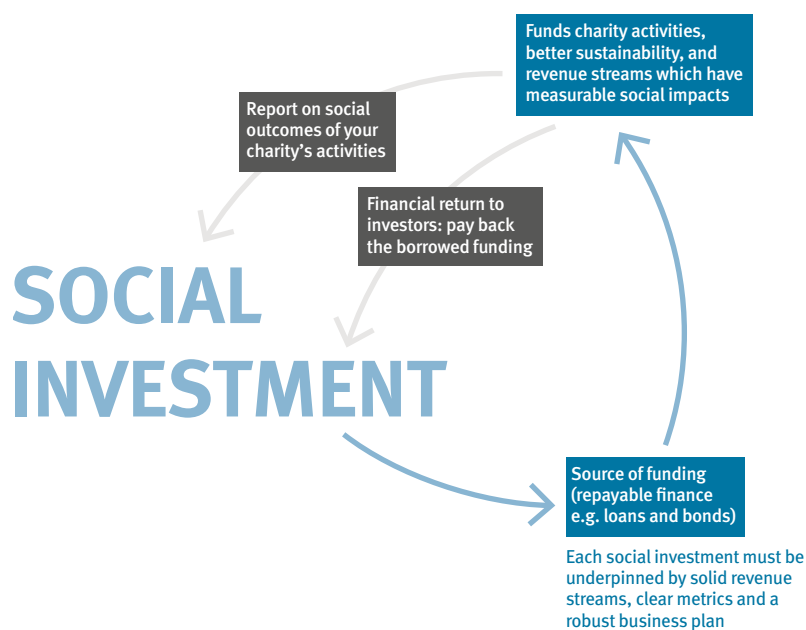 Funds charity activities,
better sustainability, and
revenue streams which have
measurable social impacts
Report on social
outcomes of your
charity's activities
Financial return to
investors: pay back
the borrowed funding
SOCIAL
INVESTMENT
Source of funding
(repayable finance
e.g. loans and bonds)
Each social investment must be
underpinned by solid revenue
streams, clear metrics and a
robust business plan